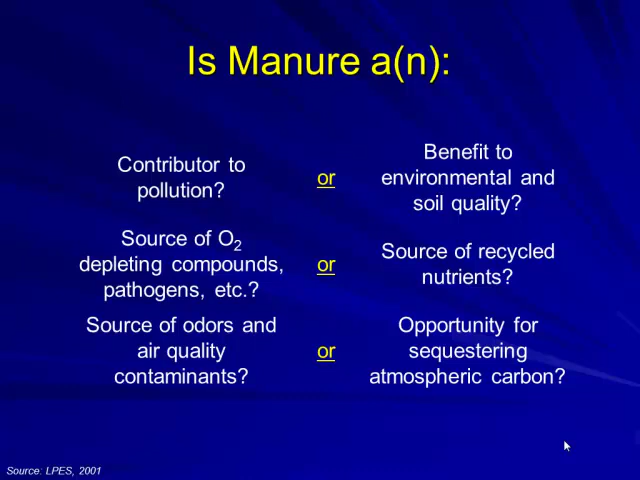 Is Manure a(n):
Contributor to
pollution?
or
Benefit to
environmental and
soil quality?
Source of O2
depleting compounds,
pathogens, etc.?
or
Source of recycled
nutrients?
Source of odors and
air quality
contaminants?
or
Opportunity for
sequestering
atmospheric carbon?
Source: LPES, 2001